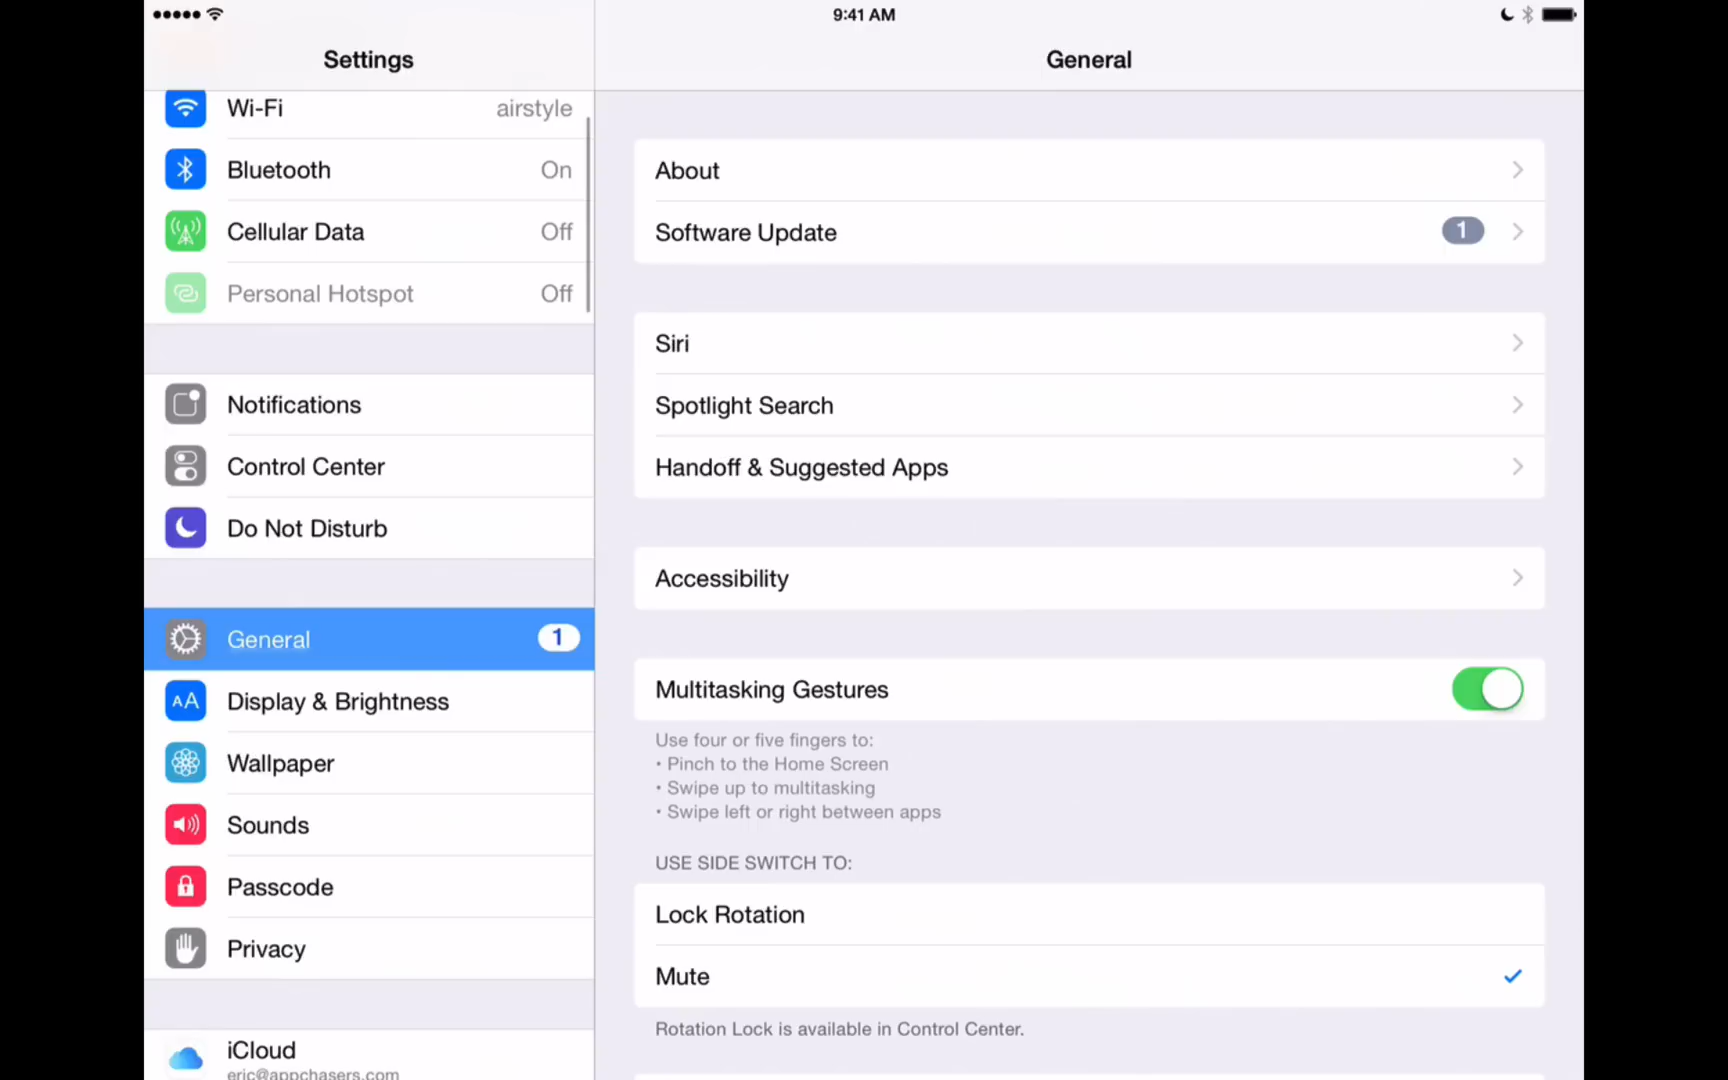 9:41 AM
Settings
General
Wi-Fi airstyle
Bluetooth On
Cellular Data Off
Personal Hotspot Off
Notifications
Control Center
Do Not Disturb
General 1
Display & Brightness
AA
Wallpaper
Sounds
Passcode
Privacy
iCloud
eric@appchasers.com
About
Software Update 1
Siri
Spotlight Search
Handoff & Suggested Apps
Accessibility
Multitasking Gestures
Use four or five fingers to:
• Pinch to the Home Screen
• Swipe up to multitasking
• Swipe left or right between apps
USE SIDE SWITCH TO:
Lock Rotation
Mute
Rotation Lock is available in Control Center.